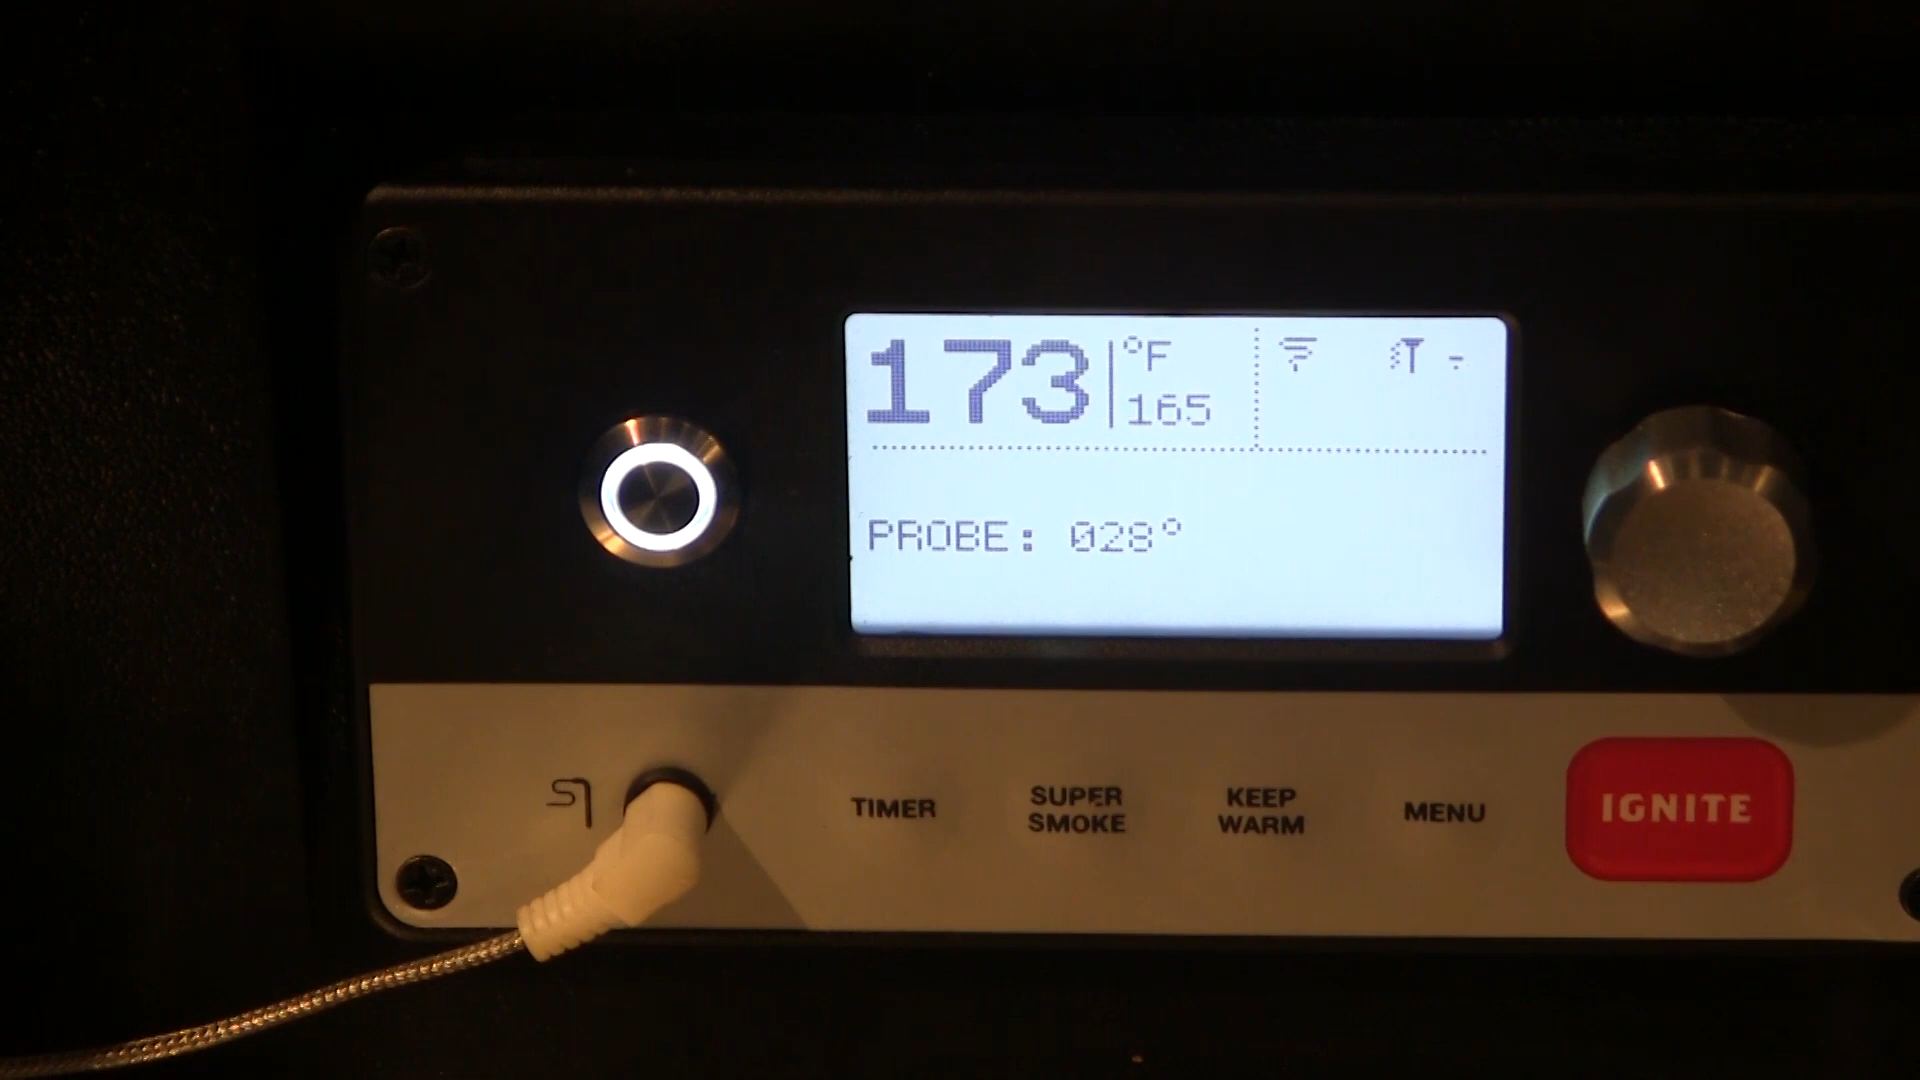 173 °F
165
PROBE: 028°
TIMER
SUPER
SMOKE
KEEP
WARM
MENU
IGNITE